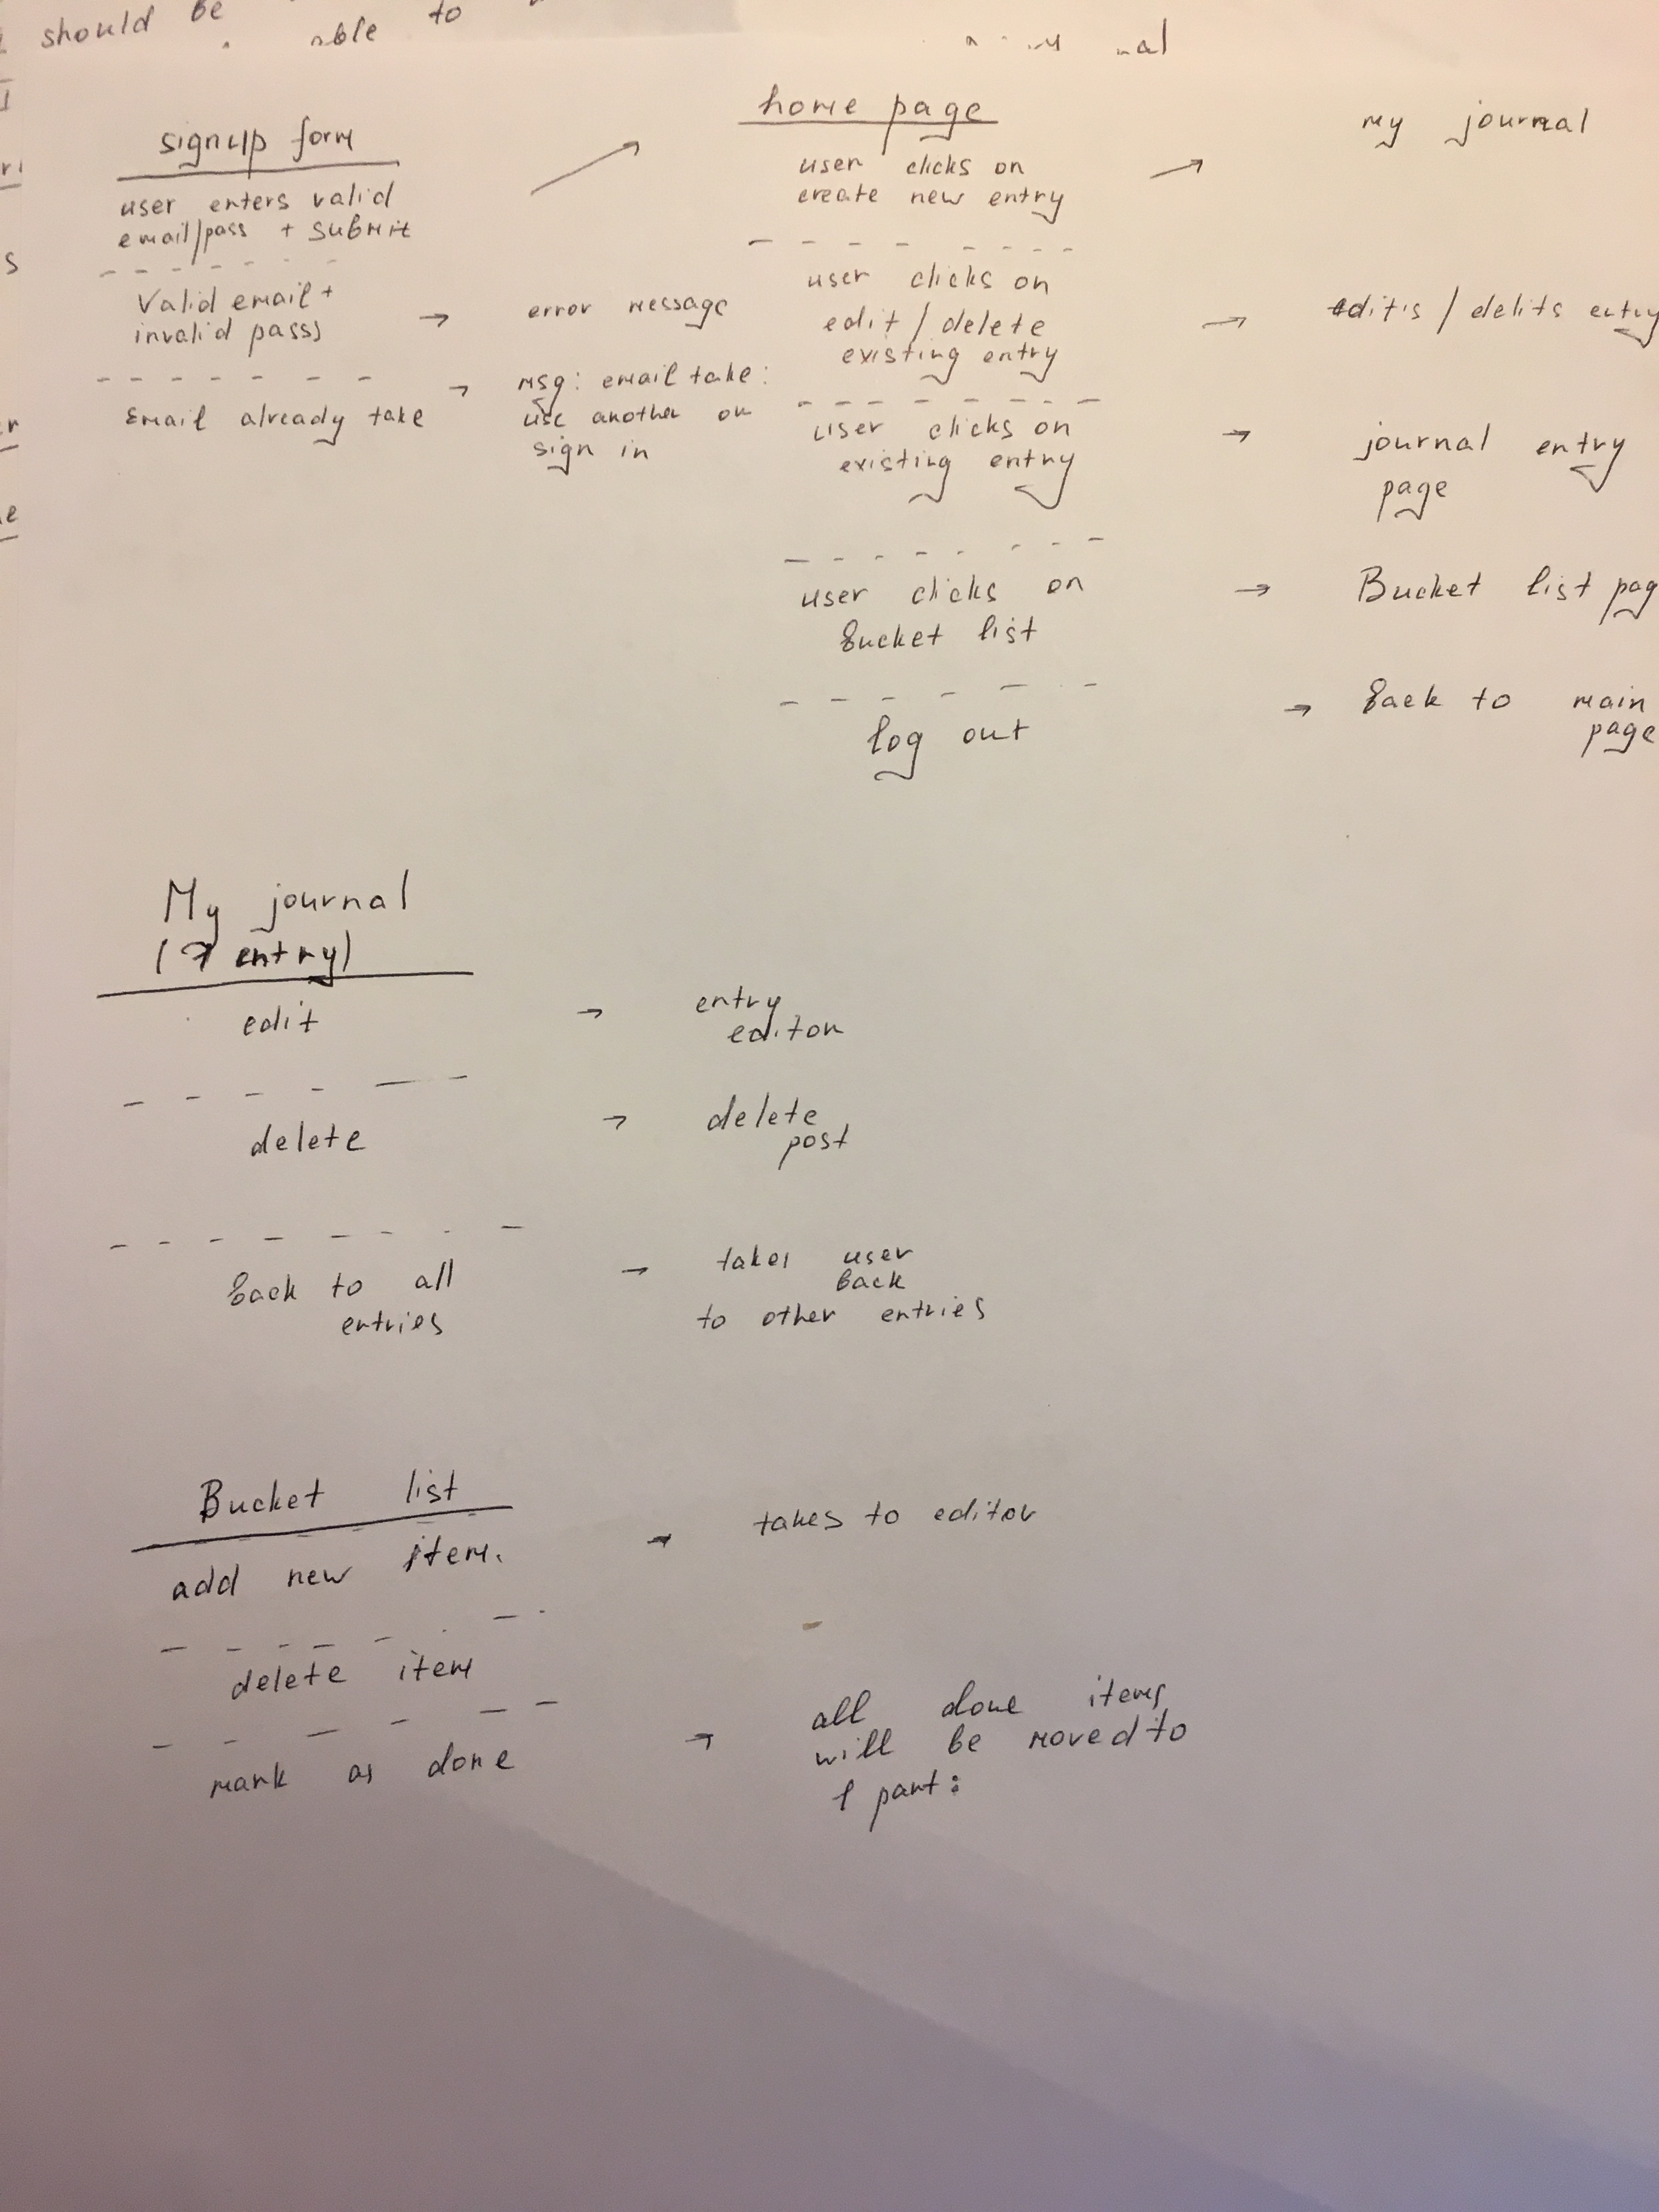 should be able to
signup form
user enters valid
email/pass + submit
Valid email +
invalid pass)
Email already take
error message
msg: email take:
use another or
sign in
home page
user clicks on
create new entry
user clicks on
edit / delete
existing entry
user clicks on
existing entry
user clicks on
bucket list
log out
my journal
edit's / delits entry
journal entry
page
Bucket list pag
back to main
page
My journal
( entry)
edit
entry
editor
delete
delete
post
back to all
entries
takes user
back
to other entries
Bucket list
add new item.
takes to editor
delete item
mark as done
all done items
will be moved to
1 part: